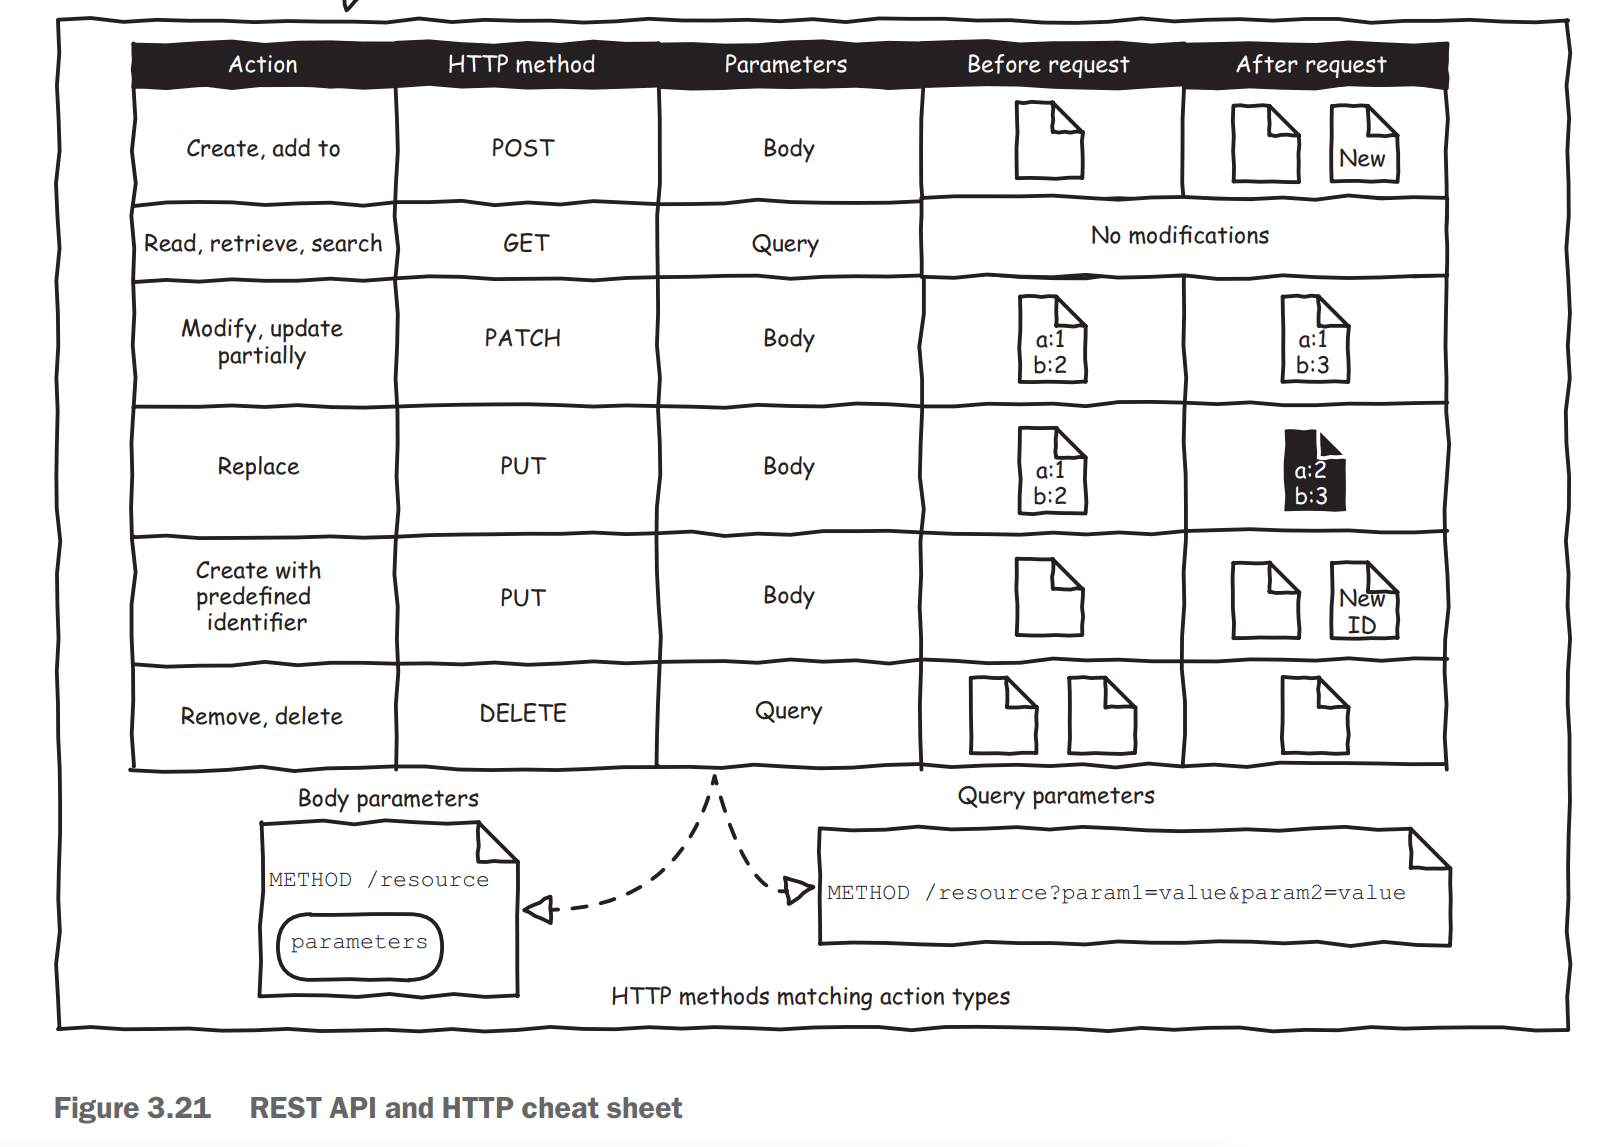 Action HTTP method Parameters Before request After request
Create, add to POST Body New
Read, retrieve, search GET Query No modifications
Modify, update
partially PATCH Body a:1 a:1
b:2 b:3
Replace PUT Body a:1 a:2
b:2 b:3
Create with
predefined
identifier PUT Body New
ID
Remove, delete DELETE Query
Body parameters
METHOD /resource
parameters
Query parameters
METHOD /resource?param1=value&param2=value
HTTP methods matching action types
Figure 3.21 REST API and HTTP cheat sheet